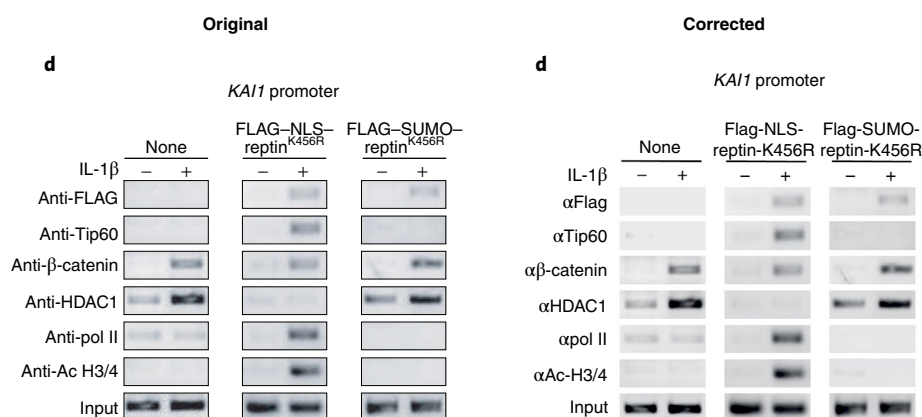 Original
d
KAI1 promoter
None
FLAG–NLS–
reptinK456R
FLAG–SUMO–
reptinK456R
IL-1β – + – + – +
Anti-FLAG
Anti-Tip60
Anti-β-catenin
Anti-HDAC1
Anti-pol II
Anti-Ac H3/4
Input
Corrected
d
KAI1 promoter
None
Flag-NLS-
reptin-K456R
Flag-SUMO-
reptin-K456R
IL-1β – + – + – +
αFlag
αTip60
αβ-catenin
αHDAC1
αpol II
αAc-H3/4
Input